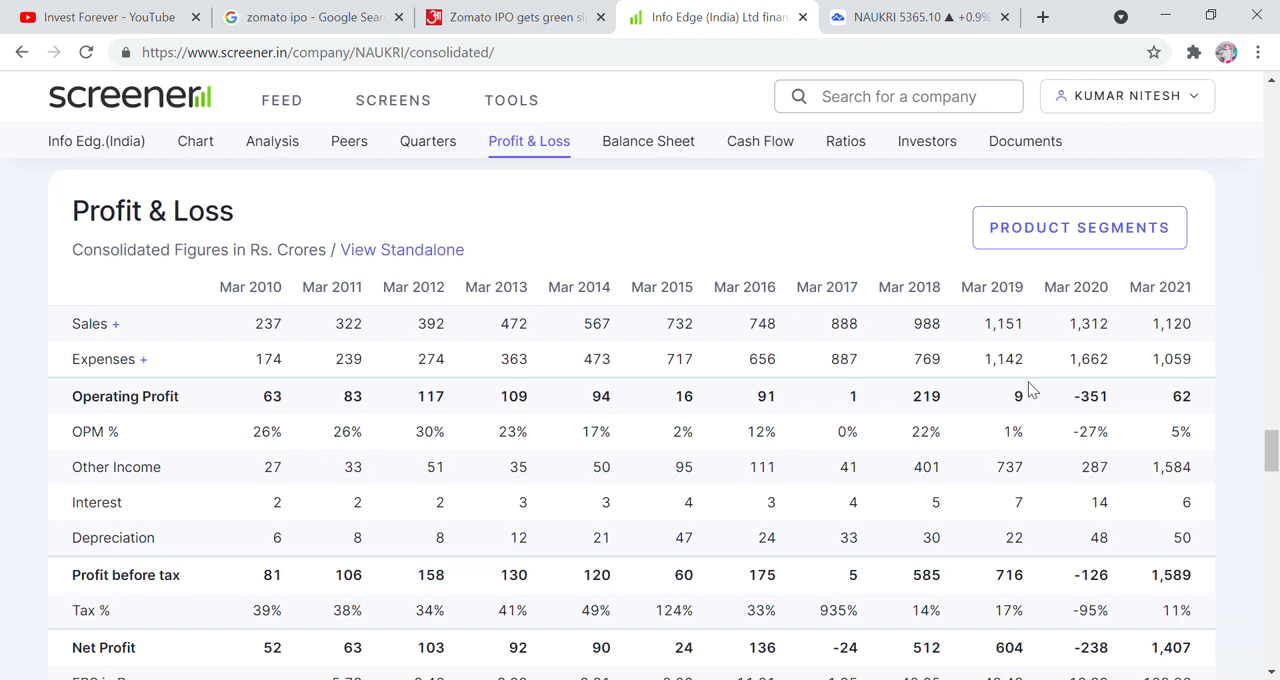 Invest Forever - YouTube
zomato ipo - Google Sear
Zomato IPO gets green si
Info Edge (India) Ltd finan
NAUKRI 5365.10 ▲ +0.9%
https://www.screener.in/company/NAUKRI/consolidated/
screener
FEED SCREENS TOOLS
Search for a company
KUMAR NITESH
Info Edg.(India) Chart Analysis Peers Quarters Profit & Loss Balance Sheet Cash Flow Ratios Investors Documents
Profit & Loss
PRODUCT SEGMENTS
Consolidated Figures in Rs. Crores / View Standalone
Mar 2010 Mar 2011 Mar 2012 Mar 2013 Mar 2014 Mar 2015 Mar 2016 Mar 2017 Mar 2018 Mar 2019 Mar 2020 Mar 2021
Sales + 237 322 392 472 567 732 748 888 988 1,151 1,312 1,120
Expenses + 174 239 274 363 473 717 656 887 769 1,142 1,662 1,059
Operating Profit 63 83 117 109 94 16 91 1 219 9 -351 62
OPM % 26% 26% 30% 23% 17% 2% 12% 0% 22% 1% -27% 5%
Other Income 27 33 51 35 50 95 111 41 401 737 287 1,584
Interest 2 2 2 3 3 4 3 4 5 7 14 6
Depreciation 6 8 8 12 21 47 24 33 30 22 48 50
Profit before tax 81 106 158 130 120 60 175 5 585 716 -126 1,589
Tax % 39% 38% 34% 41% 49% 124% 33% 935% 14% 17% -95% 11%
Net Profit 52 63 103 92 90 24 136 -24 512 604 -238 1,407